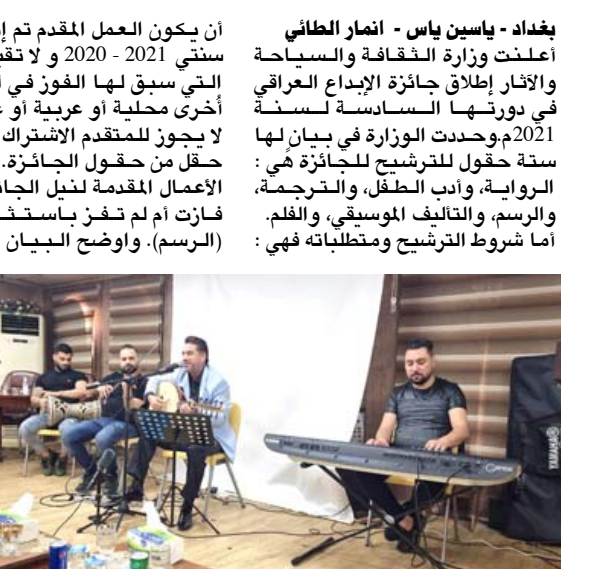 بغداد - ياسين ياس - انمار الطائي
أعلنت وزارة الثقافة والسياحة
والآثار إطلاق جائزة الإبداع العراقي
في دورتها السادسة لسنة
2021م.وحددت الوزارة في بيانٍ لها
ستة حقول للترشيح للجائزة هي :
الرواية، وأدب الطفل، والترجمة،
والرسم، والتأليف الموسيقي، والفلم.
أما شروط الترشيح ومتطلباته فهي :
أن يكون العمل المقدم تم
سنتي 2021 - 2020 و لا
التي سبق لها الفوز في
أُخرى محلية أو عربية أو
لا يجوز للمتقدم الاشتراك
حقل من حقول الجائزة.
الأعمال المقدمة لنيل
فازت أم لم تفز
(الرسم). واوضح البيان
YAMAHA